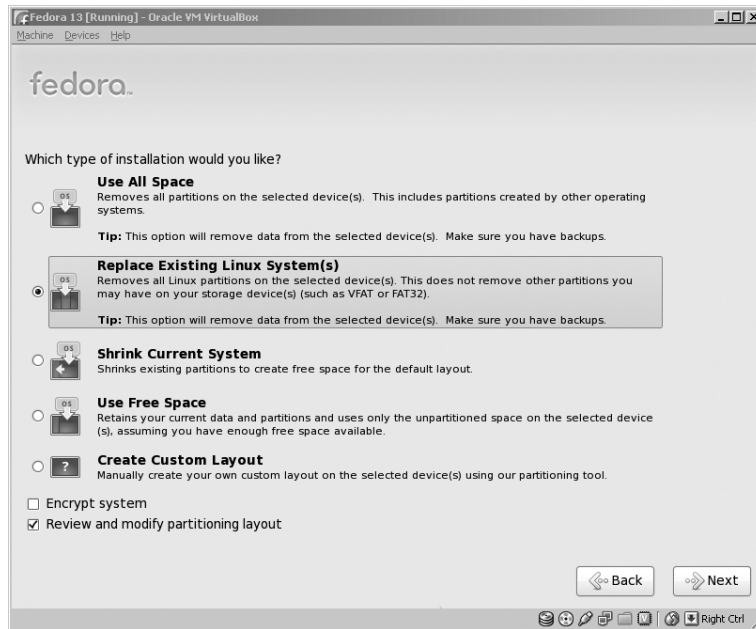 Fedora 13 [Running] - Oracle VM VirtualBox
Machine Devices Help
fedora
Which type of installation would you like?
Use All Space
Removes all partitions on the selected device(s). This includes partitions created by other operating
systems.
Tip: This option will remove data from the selected device(s). Make sure you have backups.
Replace Existing Linux System(s)
Removes all Linux partitions on the selected device(s). This does not remove other partitions you
may have on your storage device(s) (such as VFAT or FAT32).
Tip: This option will remove data from the selected device(s). Make sure you have backups.
Shrink Current System
Shrinks existing partitions to create free space for the default layout.
Use Free Space
Retains your current data and partitions and uses only the unpartitioned space on the selected device
(s), assuming you have enough free space available.
Create Custom Layout
Manually create your own custom layout on the selected device(s) using our partitioning tool.
Encrypt system
Review and modify partitioning layout
Back Next
Right Ctrl